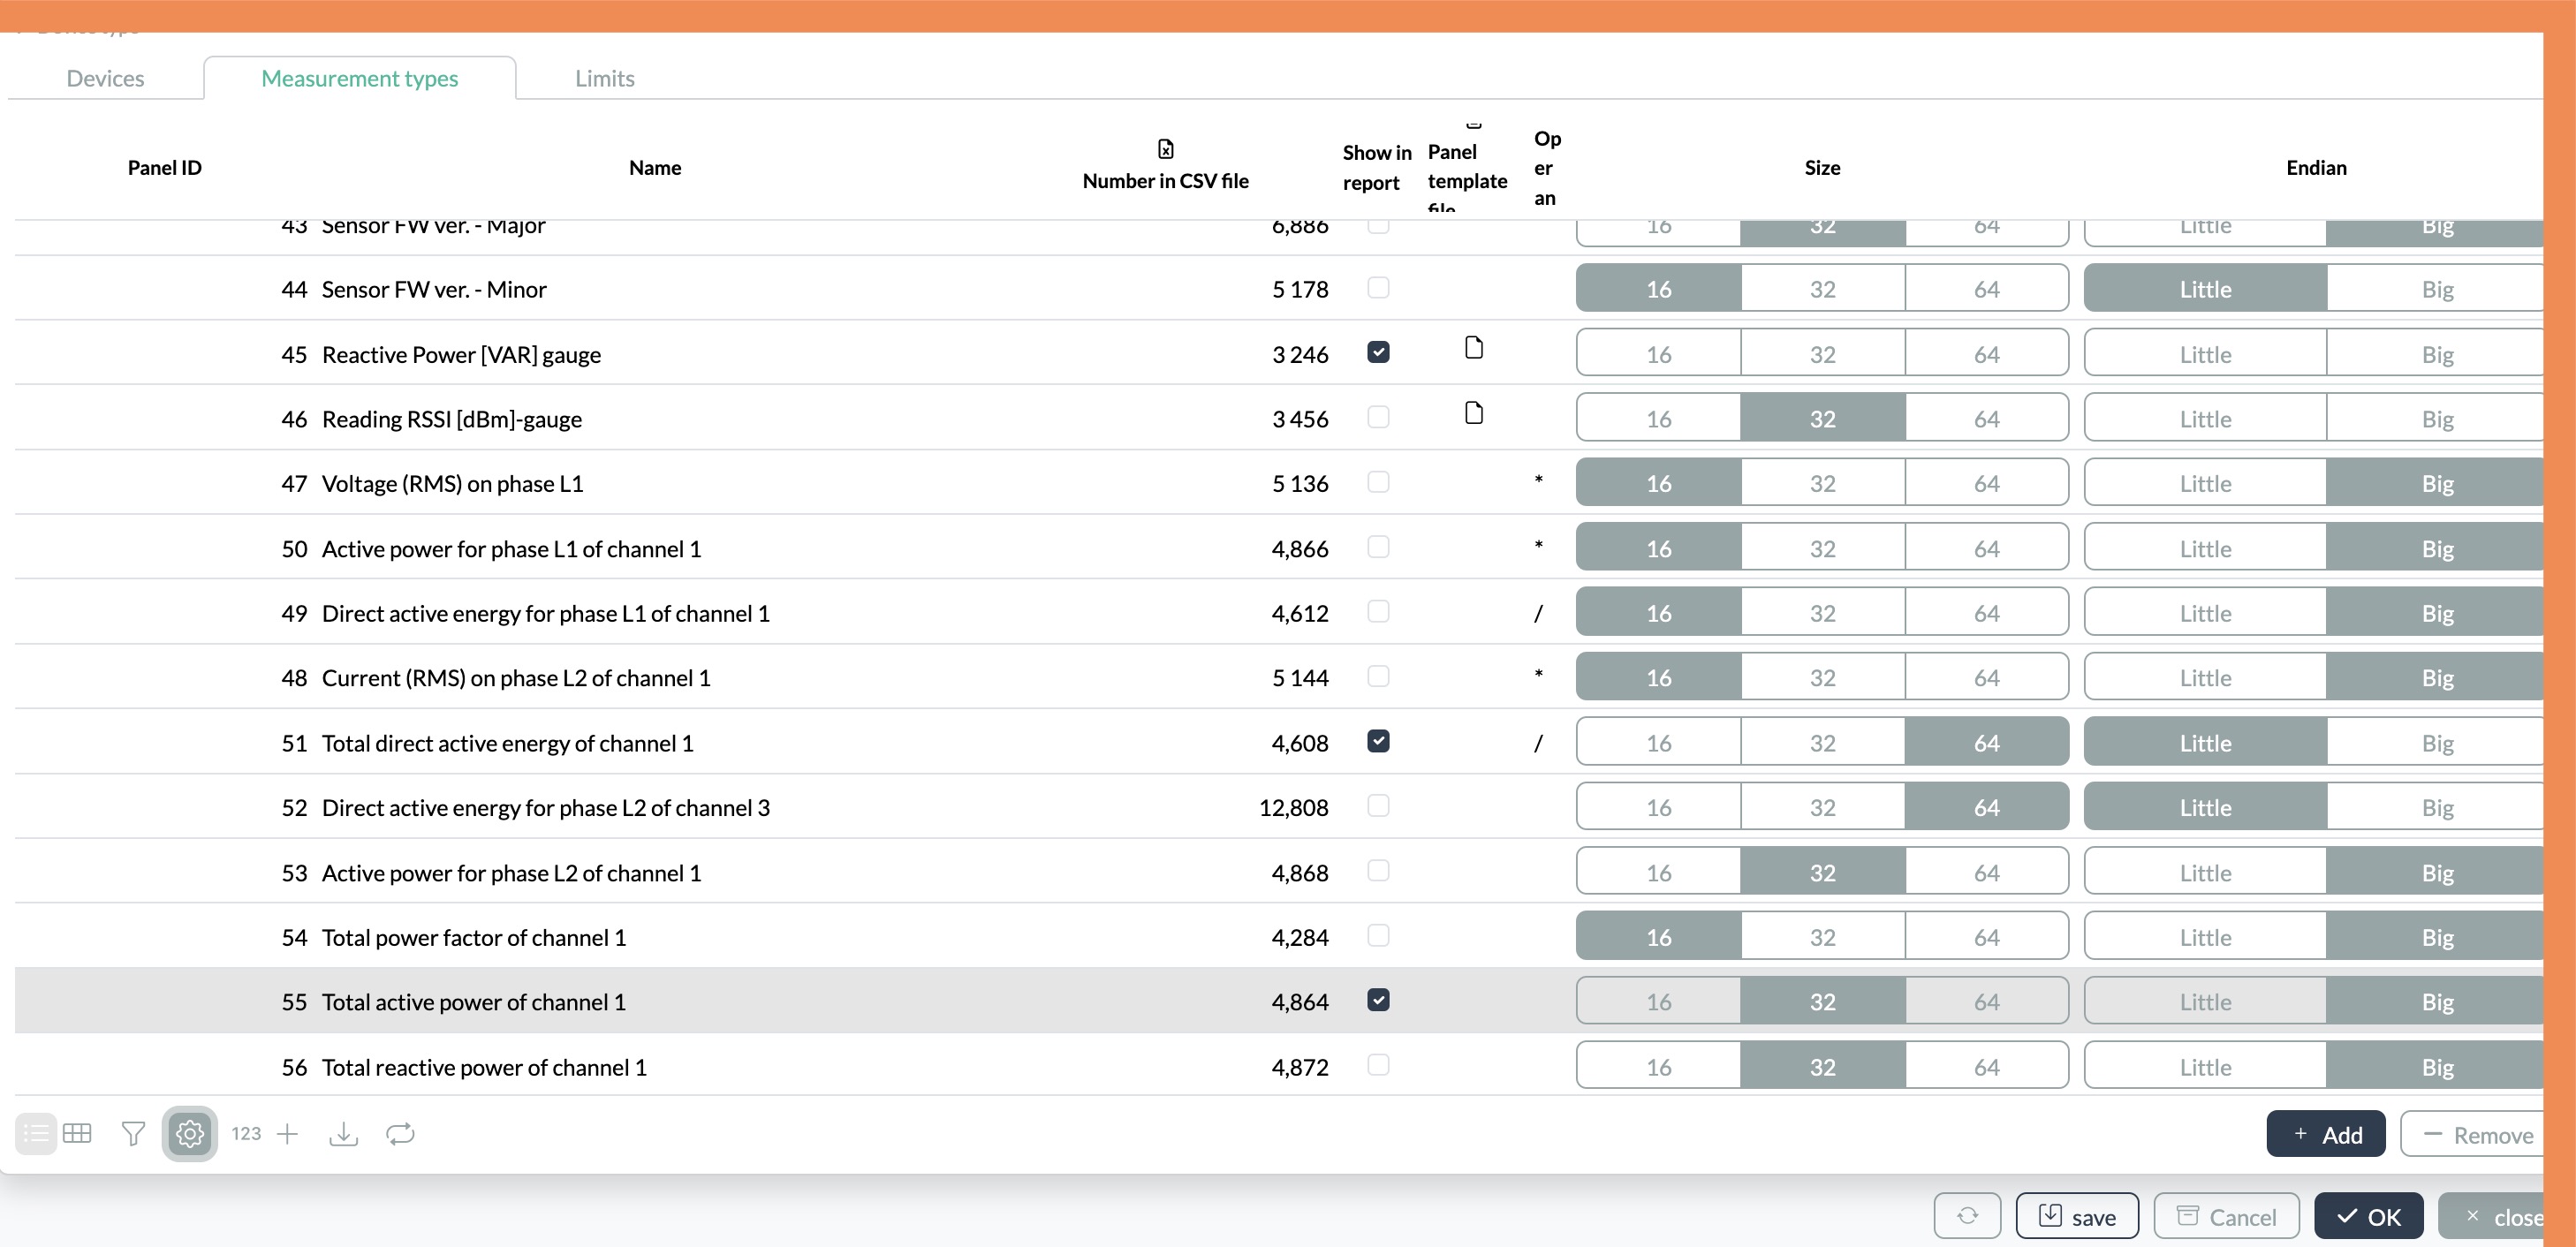 Devices Measurement types Limits
Panel ID Name Number in CSV file Show in report Panel template file Op er an Size Endian
43 Sensor FW ver. - Major 6,886 16 32 64 Little Big
44 Sensor FW ver. - Minor 5 178 16 32 64 Little Big
45 Reactive Power [VAR] gauge 3 246 16 32 64 Little Big
46 Reading RSSI [dBm]-gauge 3 456 16 32 64 Little Big
47 Voltage (RMS) on phase L1 5 136 * 16 32 64 Little Big
50 Active power for phase L1 of channel 1 4,866 * 16 32 64 Little Big
49 Direct active energy for phase L1 of channel 1 4,612 / 16 32 64 Little Big
48 Current (RMS) on phase L2 of channel 1 5 144 * 16 32 64 Little Big
51 Total direct active energy of channel 1 4,608 / 16 32 64 Little Big
52 Direct active energy for phase L2 of channel 3 12,808 16 32 64 Little Big
53 Active power for phase L2 of channel 1 4,868 16 32 64 Little Big
54 Total power factor of channel 1 4,284 16 32 64 Little Big
55 Total active power of channel 1 4,864 16 32 64 Little Big
56 Total reactive power of channel 1 4,872 16 32 64 Little Big
123 + Add Remove
save Cancel OK close